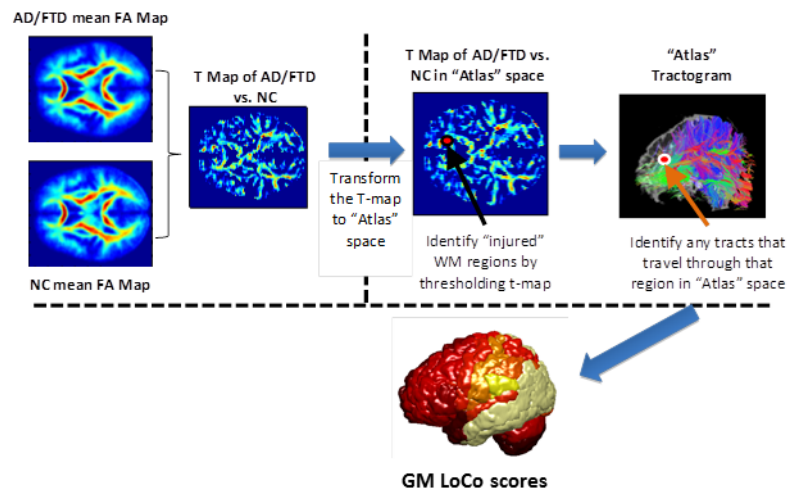 AD/FTD mean FA Map
NC mean FA Map
T Map of AD/FTD
vs. NC
Transform
the T-map
to “Atlas”
space
T Map of AD/FTD vs.
NC in “Atlas” space
Identify “injured”
WM regions by
thresholding t-map
“Atlas”
Tractogram
Identify any tracts that
travel through that
region in “Atlas” space
GM LoCo scores